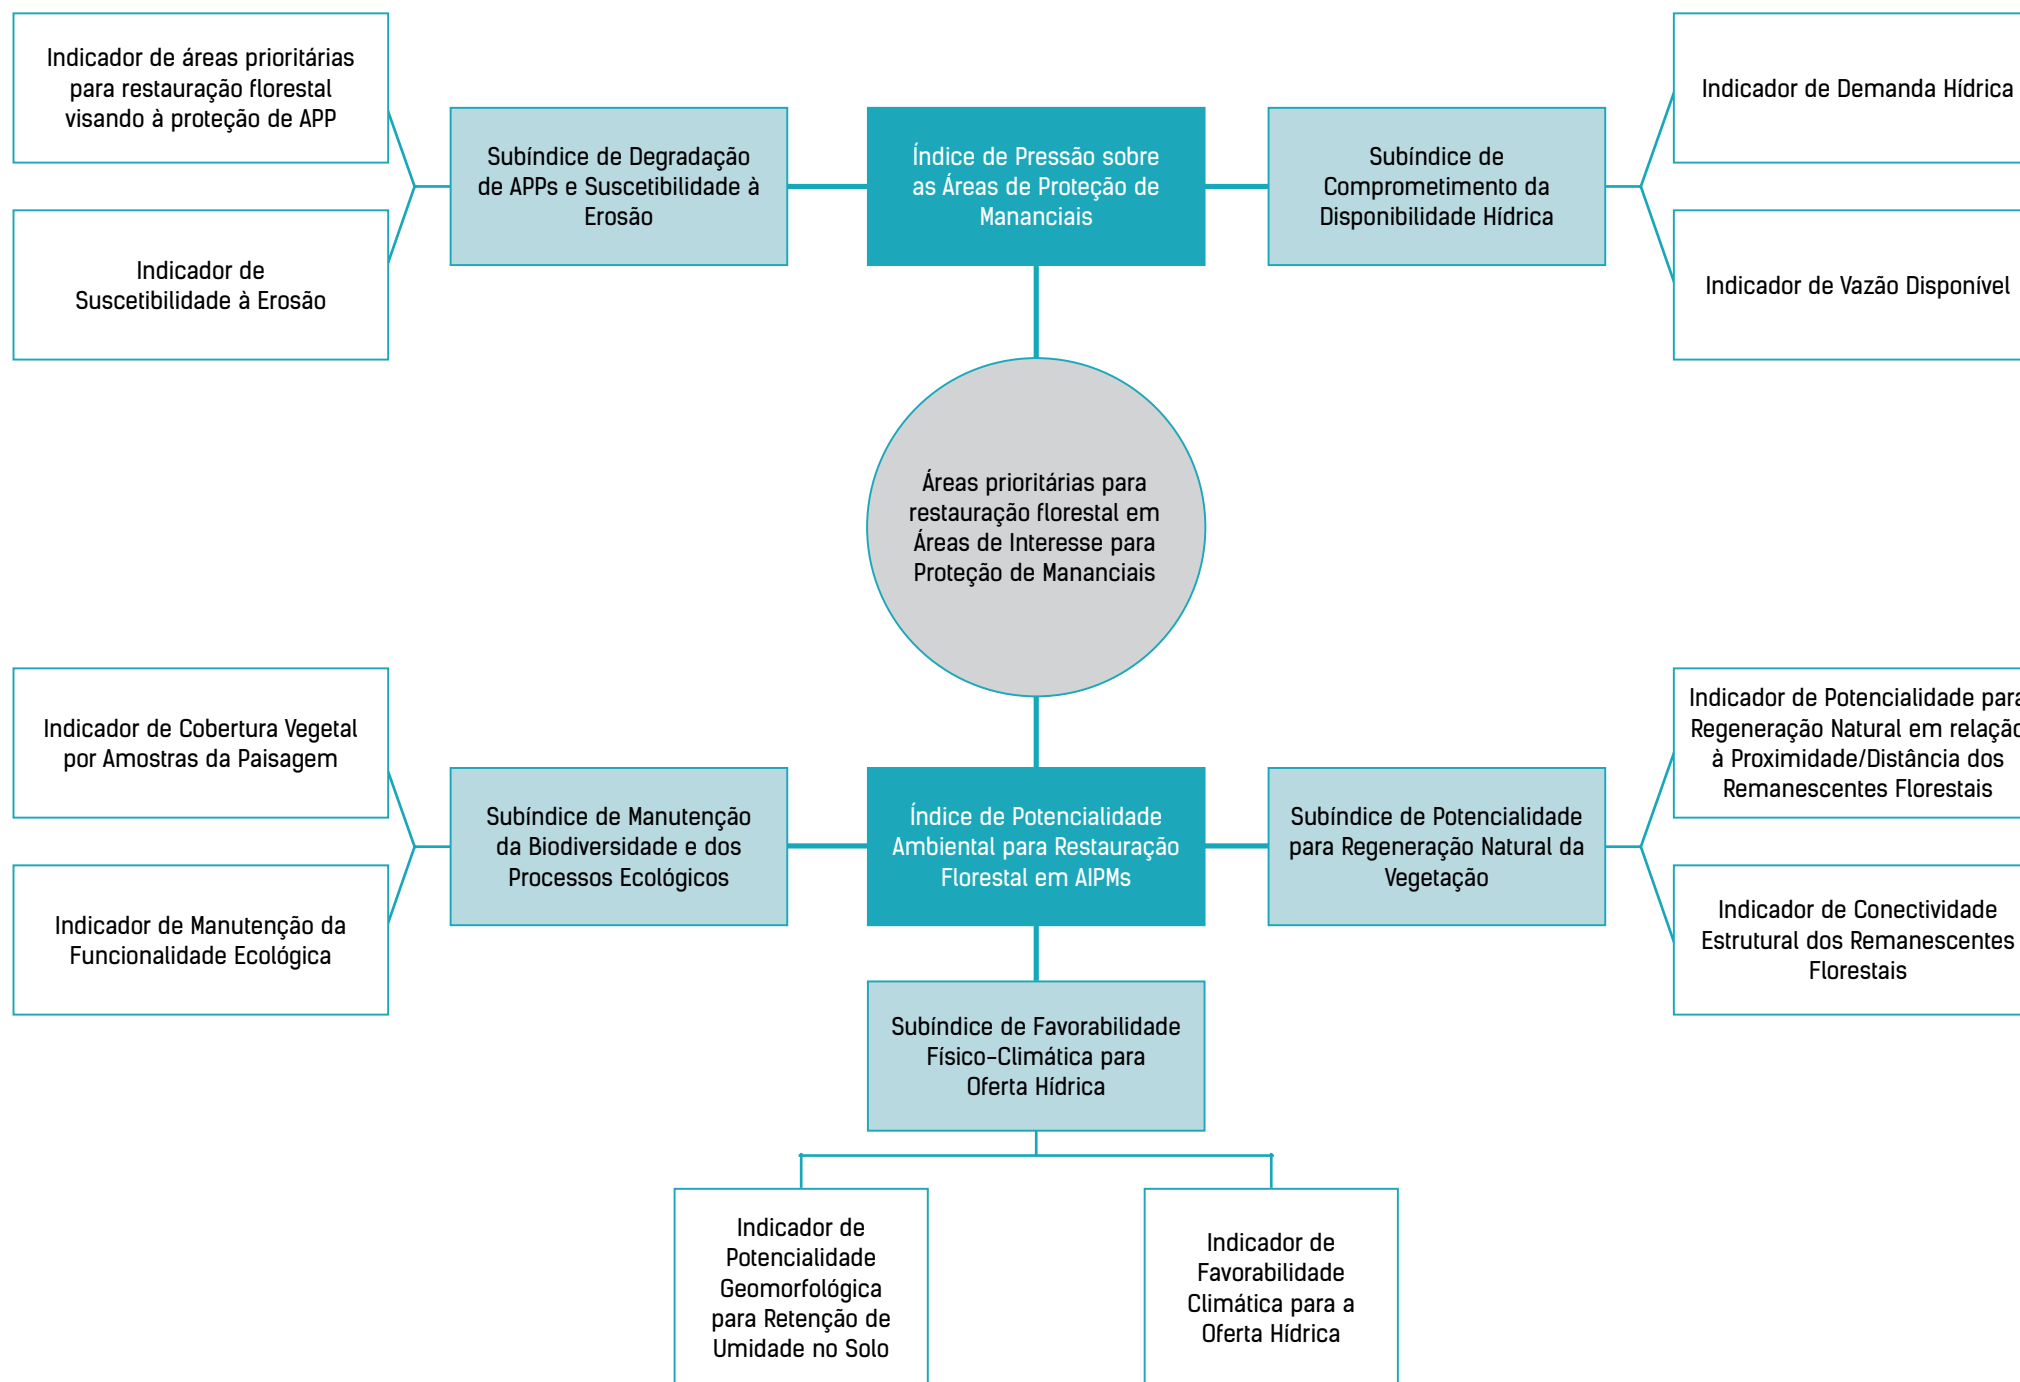 Indicador de áreas prioritárias
para restauração florestal
visando à proteção de APP
Indicador de
Suscetibilidade à Erosão
Subíndice de Degradação
de APPs e Suscetibilidade à
Erosão
Índice de Pressão sobre
as Áreas de Proteção de
Mananciais
Subíndice de
Comprometimento da
Disponibilidade Hídrica
Indicador de Demanda Hídrica
Indicador de Vazão Disponível
Áreas prioritárias para
restauração florestal em
Áreas de Interesse para
Proteção de Mananciais
Indicador de Cobertura Vegetal
por Amostras da Paisagem
Indicador de Manutenção da
Funcionalidade Ecológica
Subíndice de Manutenção
da Biodiversidade e dos
Processos Ecológicos
Índice de Potencialidade
Ambiental para Restauração
Florestal em AIPMs
Subíndice de Potencialidade
para Regeneração Natural da
Vegetação
Indicador de Potencialidade para
Regeneração Natural em relação
à Proximidade/Distância dos
Remanescentes Florestais
Indicador de Conectividade
Estrutural dos Remanescentes
Florestais
Subíndice de Favorabilidade
Físico-Climática para
Oferta Hídrica
Indicador de
Potencialidade
Geomorfológica
para Retenção de
Umidade no Solo
Indicador de
Favorabilidade
Climática para a
Oferta Hídrica